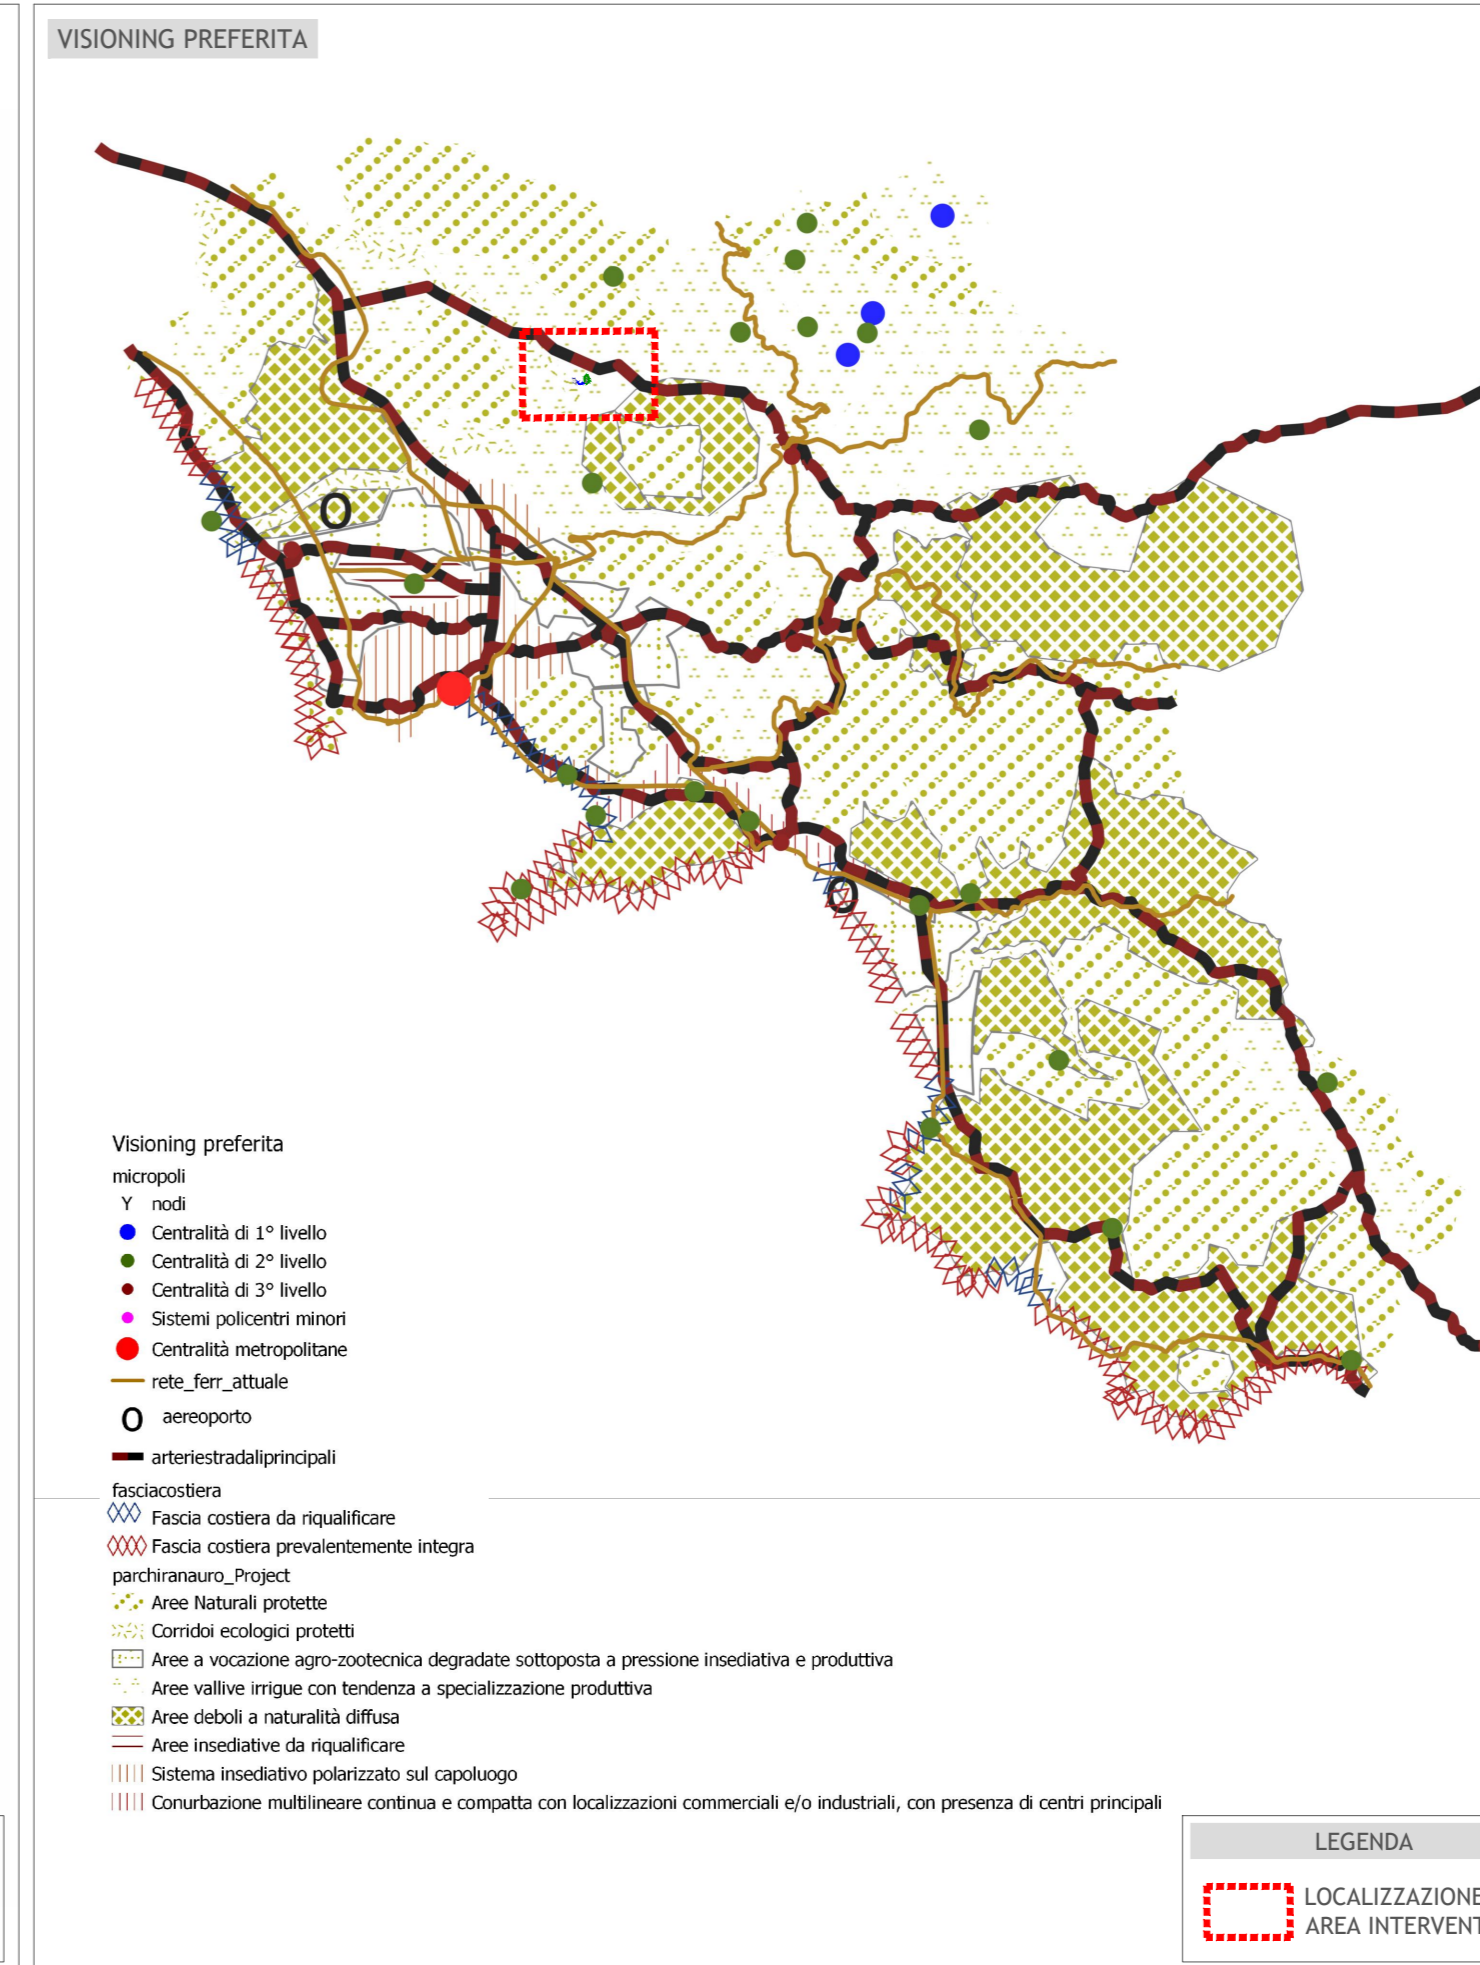 VISIONING PREFERITA
O
O
Visioning preferita
micropoli
Y nodi
Centralità di 1° livello
Centralità di 2° livello
Centralità di 3° livello
Sistemi policentri minori
Centralità metropolitane
rete_ferr_attuale
O aereoporto
arteriestradaliprincipali
fasciacostiera
Fascia costiera da riqualificare
Fascia costiera prevalentemente integra
parchiranauro_Project
Aree Naturali protette
Corridoi ecologici protetti
Aree a vocazione agro-zootecnica degradate sottoposta a pressione insediativa e produttiva
Aree vallive irrigue con tendenza a specializzazione produttiva
Aree deboli a naturalità diffusa
Aree insediative da riqualificare
Sistema insediativo polarizzato sul capoluogo
Conurbazione multilineare continua e compatta con localizzazioni commerciali e/o industriali, con presenza di centri principali
LEGENDA
LOCALIZZAZIONE
AREA INTERVENT